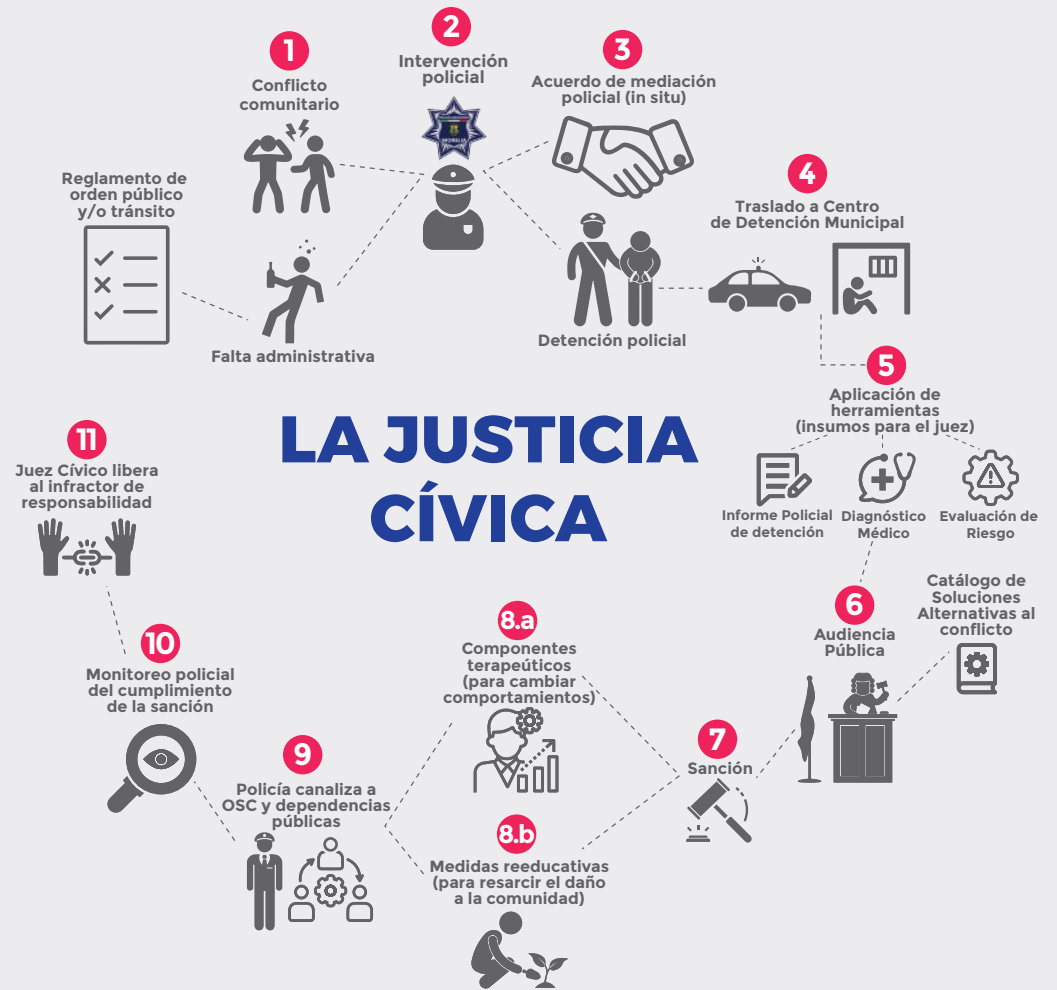 1
Conflicto
comunitario
2
Intervención
policial
MORELIA
3
Acuerdo de mediación
policial (in situ)
Reglamento de
orden público
y/o tránsito
Falta administrativa
Detención policial
4
Traslado a Centro
de Detención Municipal
5
Aplicación de
herramientas
(insumos para el juez)
Informe Policial
de detención
Diagnóstico
Médico
Evaluación de
Riesgo
LA JUSTICIA
CÍVICA
6
Audiencia
Pública
Catálogo de
Soluciones
Alternativas al
conflicto
7
Sanción
8.a
Componentes
terapeúticos
(para cambiar
comportamientos)
8.b
Medidas reeducativas
(para resarcir el daño
a la comunidad)
9
Policía canaliza a
OSC y dependencias
públicas
10
Monitoreo policial
del cumplimiento
de la sanción
11
Juez Cívico libera
al infractor de
responsabilidad